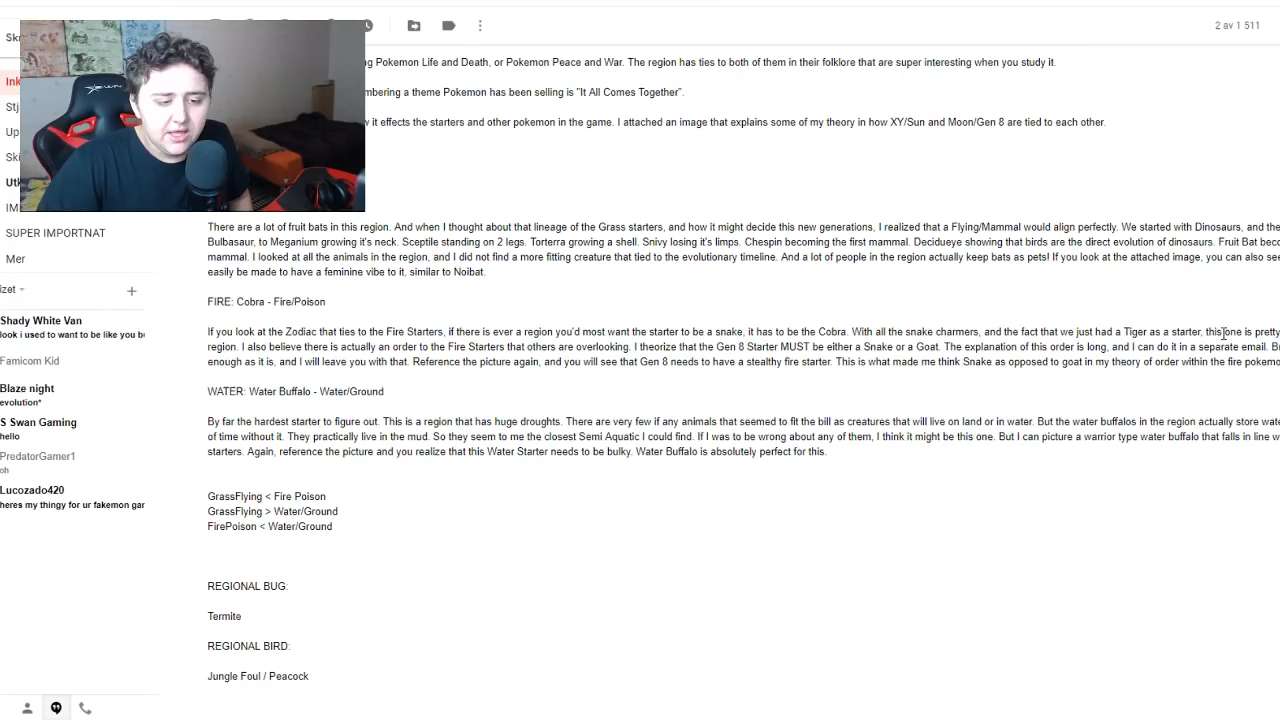 2 av 1 511
Sk
g Pokemon Life and Death, or Pokemon Peace and War. The region has ties to both of them in their folklore that are super interesting when you study it.
Ink
mbering a theme Pokemon has been selling is "It All Comes Together".
Stj
it effects the starters and other pokemon in the game. I attached an image that explains some of my theory in how XY/Sun and Moon/Gen 8 are tied to each other.
Up
Ski
Utk
IM
SUPER IMPORTNAT
Mer
izet
Shady White Van
look i used to want to be like you bu
Famicom Kid
Blaze night
evolution*
S Swan Gaming
hello
PredatorGamer1
oh
Lucozado420
heres my thingy for ur fakemon gar
There are a lot of fruit bats in this region. And when I thought about that lineage of the Grass starters, and how it might decide this new generations, I realized that a Flying/Mammal would align perfectly. We started with Dinosaurs, and the
Bulbasaur, to Meganium growing it's neck. Sceptile standing on 2 legs. Torterra growing a shell. Snivy losing it's limps. Chespin becoming the first mammal. Decidueye showing that birds are the direct evolution of dinosaurs. Fruit Bat beco
mammal. I looked at all the animals in the region, and I did not find a more fitting creature that tied to the evolutionary timeline. And a lot of people in the region actually keep bats as pets! If you look at the attached image, you can also see
easily be made to have a feminine vibe to it, similar to Noibat.
FIRE: Cobra - Fire/Poison
If you look at the Zodiac that ties to the Fire Starters, if there is ever a region you'd most want the starter to be a snake, it has to be the Cobra. With all the snake charmers, and the fact that we just had a Tiger as a starter, this one is pretty
region. I also believe there is actually an order to the Fire Starters that others are overlooking. I theorize that the Gen 8 Starter MUST be either a Snake or a Goat. The explanation of this order is long, and I can do it in a separate email. Br
enough as it is, and I will leave you with that. Reference the picture again, and you will see that Gen 8 needs to have a stealthy fire starter. This is what made me think Snake as opposed to goat in my theory of order within the fire pokemo
WATER: Water Buffalo - Water/Ground
By far the hardest starter to figure out. This is a region that has huge droughts. There are very few if any animals that seemed to fit the bill as creatures that will live on land or in water. But the water buffalos in the region actually store wate
of time without it. They practically live in the mud. So they seem to me the closest Semi Aquatic I could find. If I was to be wrong about any of them, I think it might be this one. But I can picture a warrior type water buffalo that falls in line w
starters. Again, reference the picture and you realize that this Water Starter needs to be bulky. Water Buffalo is absolutely perfect for this.
GrassFlying < Fire Poison
GrassFlying > Water/Ground
FirePoison < Water/Ground
REGIONAL BUG:
Termite
REGIONAL BIRD:
Jungle Foul / Peacock